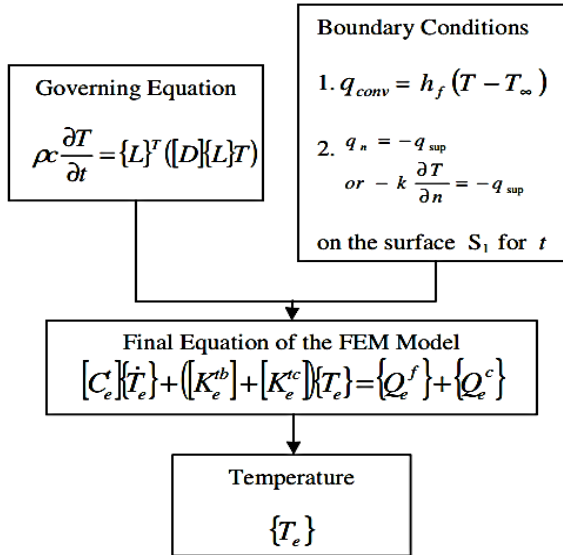 Governing Equation
ρc ∂T/∂t = {L}ᵀ([D]{L}T)
Boundary Conditions
1. q_conv = h_f (T − T_∞)
2. q_n = −q_sup
or − k ∂T/∂n = −q_sup
on the surface S₁ for t
Final Equation of the FEM Model
[C_e^t]{Ṫ_e}+([K_e^tb]+[K_e^tc]){T_e}={Q_e^f}+{Q_e^c}
Temperature
{T_e}